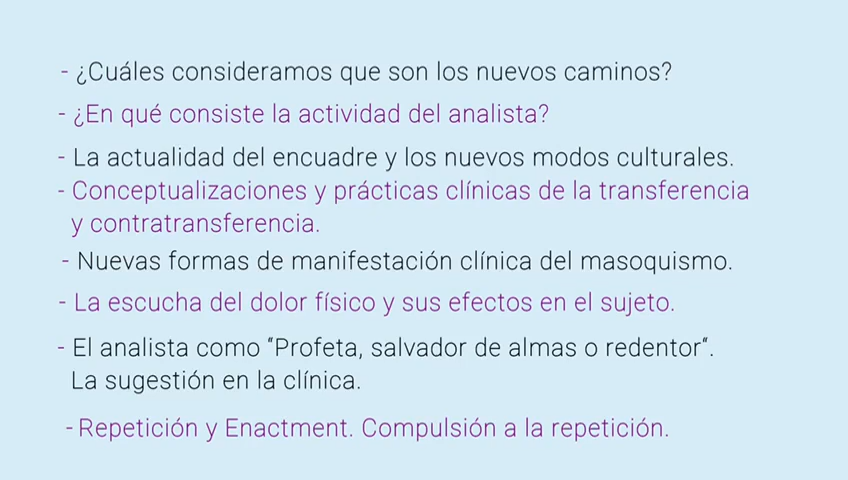 - ¿Cuáles consideramos que son los nuevos caminos?
- ¿En qué consiste la actividad del analista?
- La actualidad del encuadre y los nuevos modos culturales.
- Conceptualizaciones y prácticas clínicas de la transferencia
y contratransferencia.
- Nuevas formas de manifestación clínica del masoquismo.
- La escucha del dolor físico y sus efectos en el sujeto.
- El analista como “Profeta, salvador de almas o redentor“.
La sugestión en la clínica.
- Repetición y Enactment. Compulsión a la repetición.